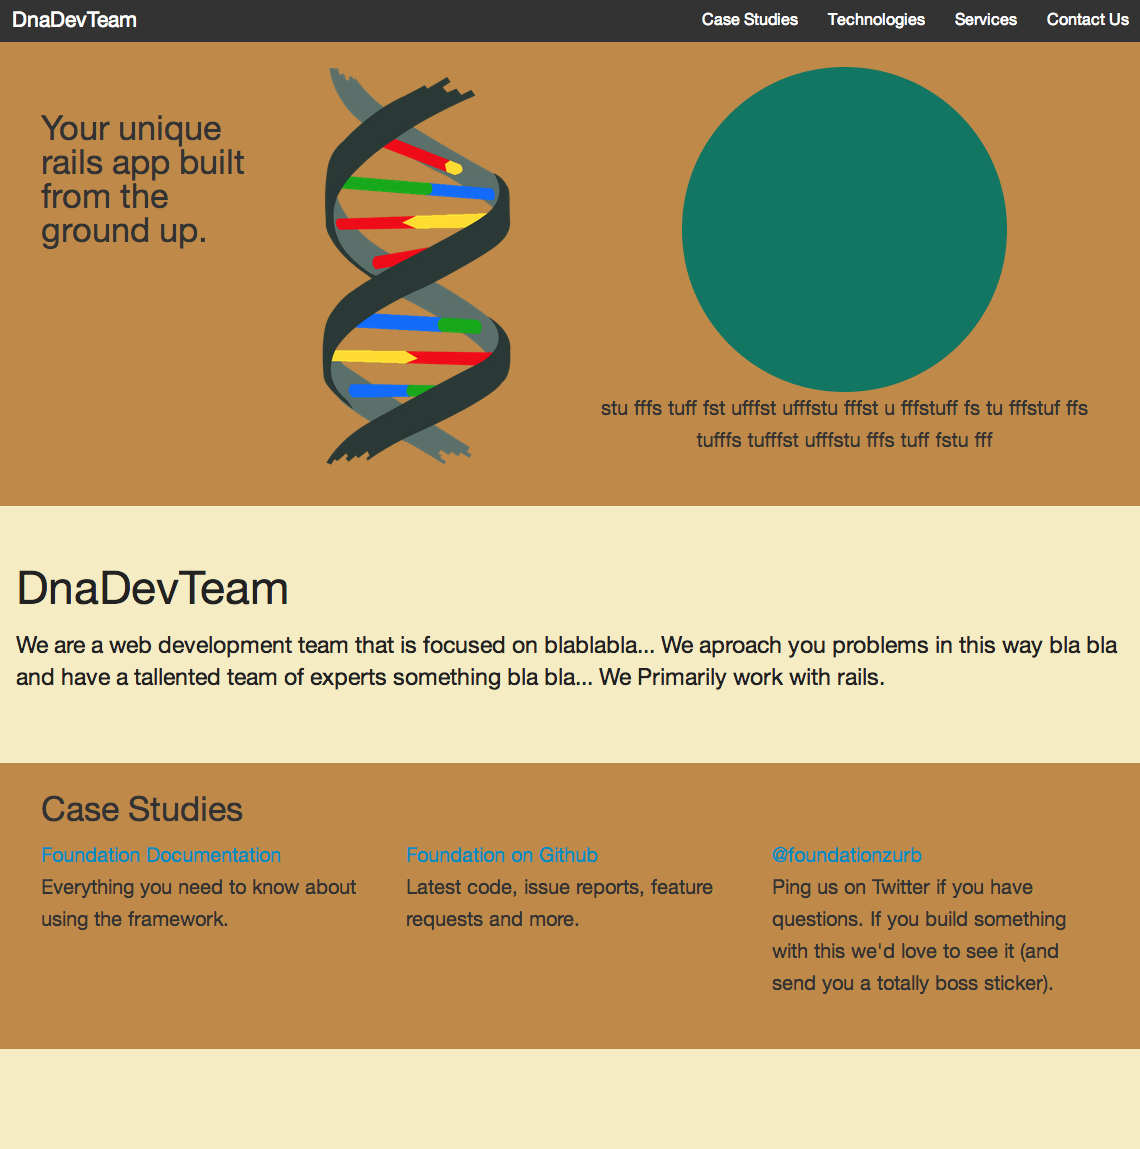 DnaDevTeam
Case Studies Technologies Services Contact Us
Your unique
rails app built
from the
ground up.
stu fffs tuff fst ufffst ufffstu fffst u fffstuff fs tu fffstuf ffs
tufffs tufffst ufffstu fffs tuff fstu fff
DnaDevTeam
We are a web development team that is focused on blablabla... We aproach you problems in this way bla bla
and have a tallented team of experts something bla bla... We Primarily work with rails.
Case Studies
Foundation Documentation
Everything you need to know about
using the framework.
Foundation on Github
Latest code, issue reports, feature
requests and more.
@foundationzurb
Ping us on Twitter if you have
questions. If you build something
with this we'd love to see it (and
send you a totally boss sticker).